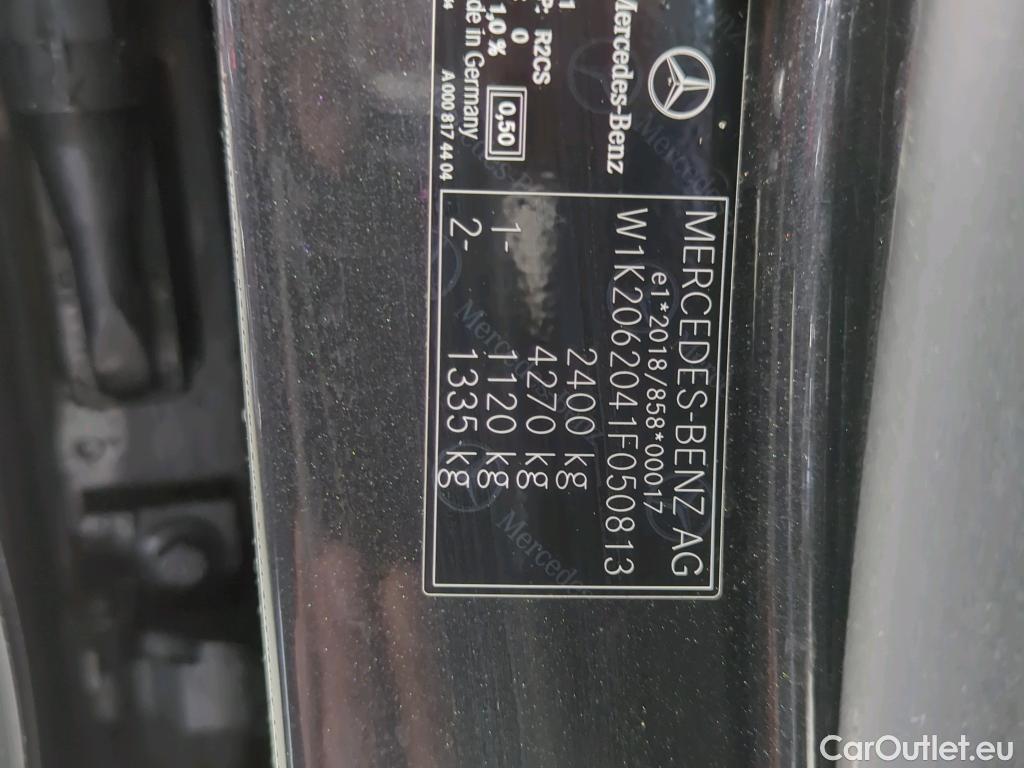 Mercedes-Benz
P: R2CS
0
1,0 %
0,50
de in Germany
A 000 817 44 04
MERCEDES-BENZ AG
e1*2018/858*00017
W1K2062041F050813
2400 kg
4270 kg
1- 1120 kg
2- 1335 kg
CarOutlet.eu